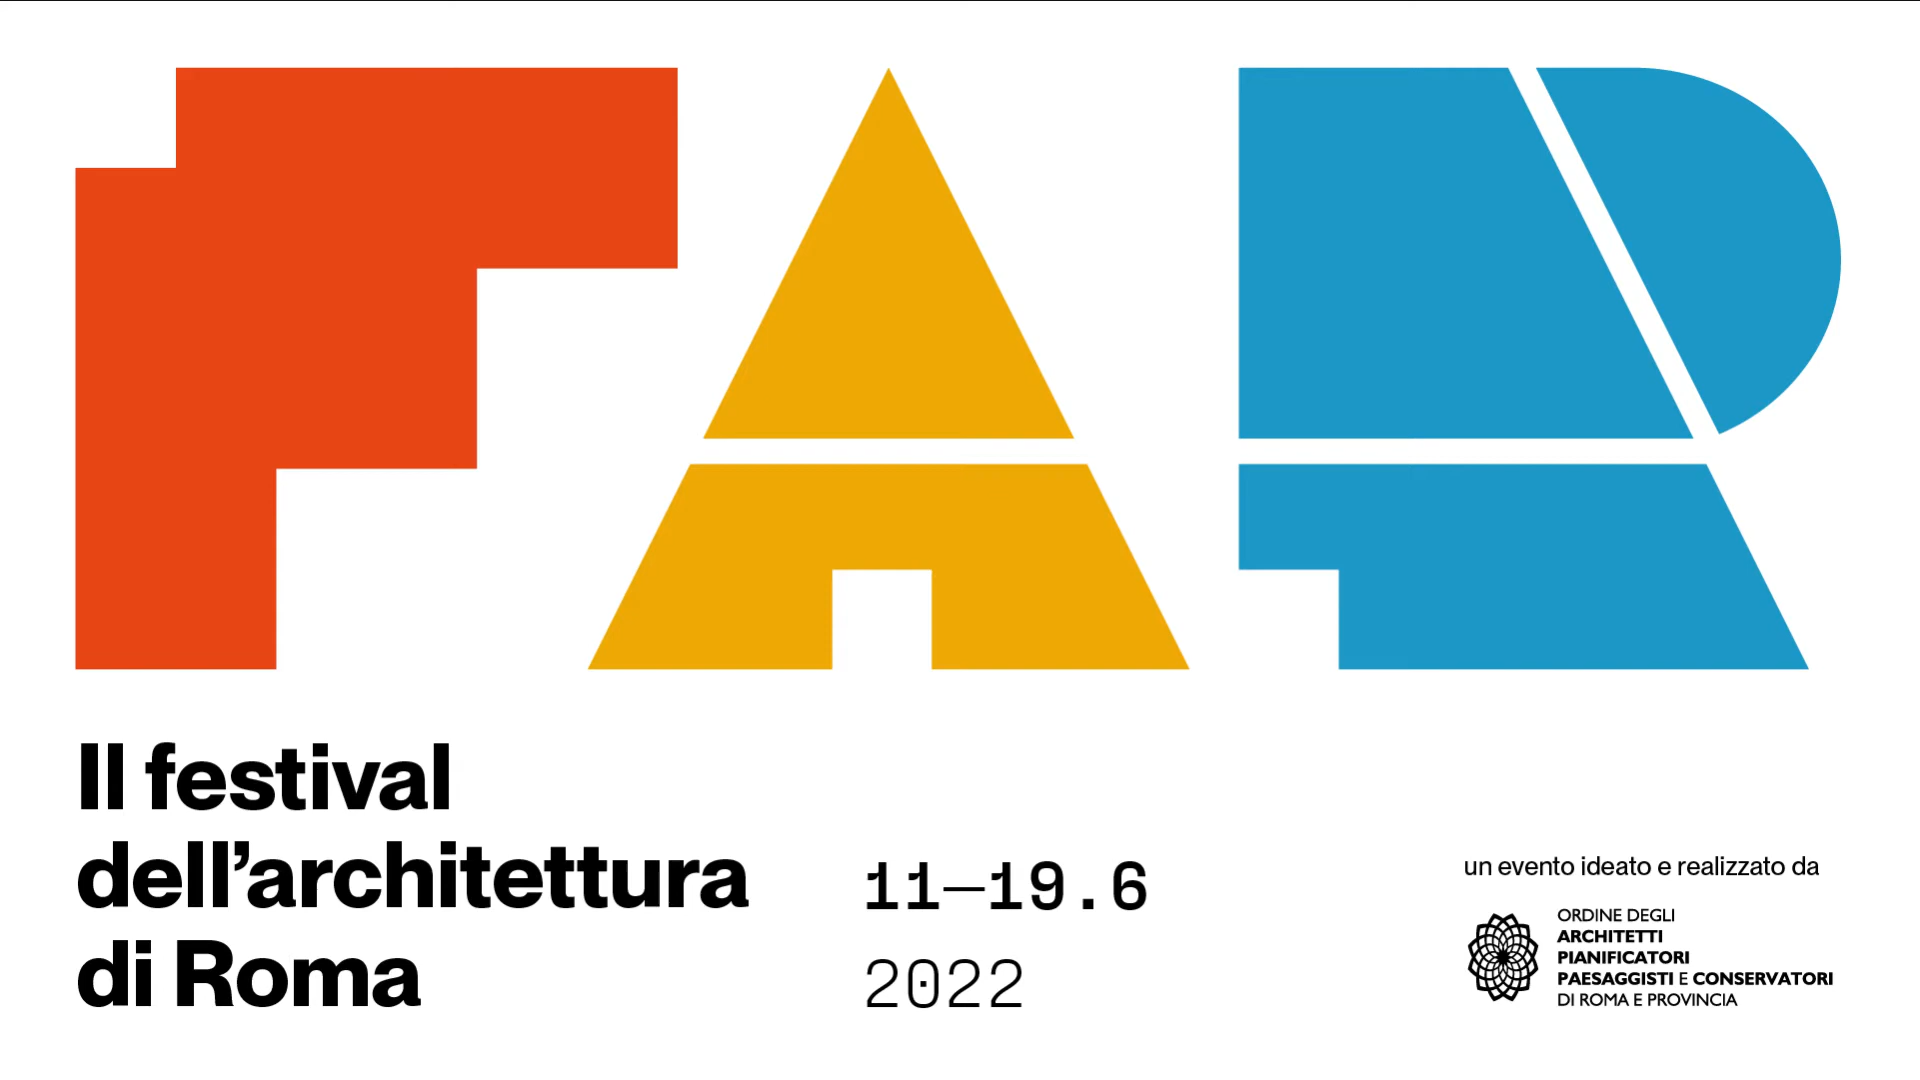 FAR
Il festival
dell’architettura
di Roma
11—19.6
2022
un evento ideato e realizzato da
ORDINE DEGLI
ARCHITETTI
PIANIFICATORI
PAESAGGISTI E CONSERVATORI
DI ROMA E PROVINCIA